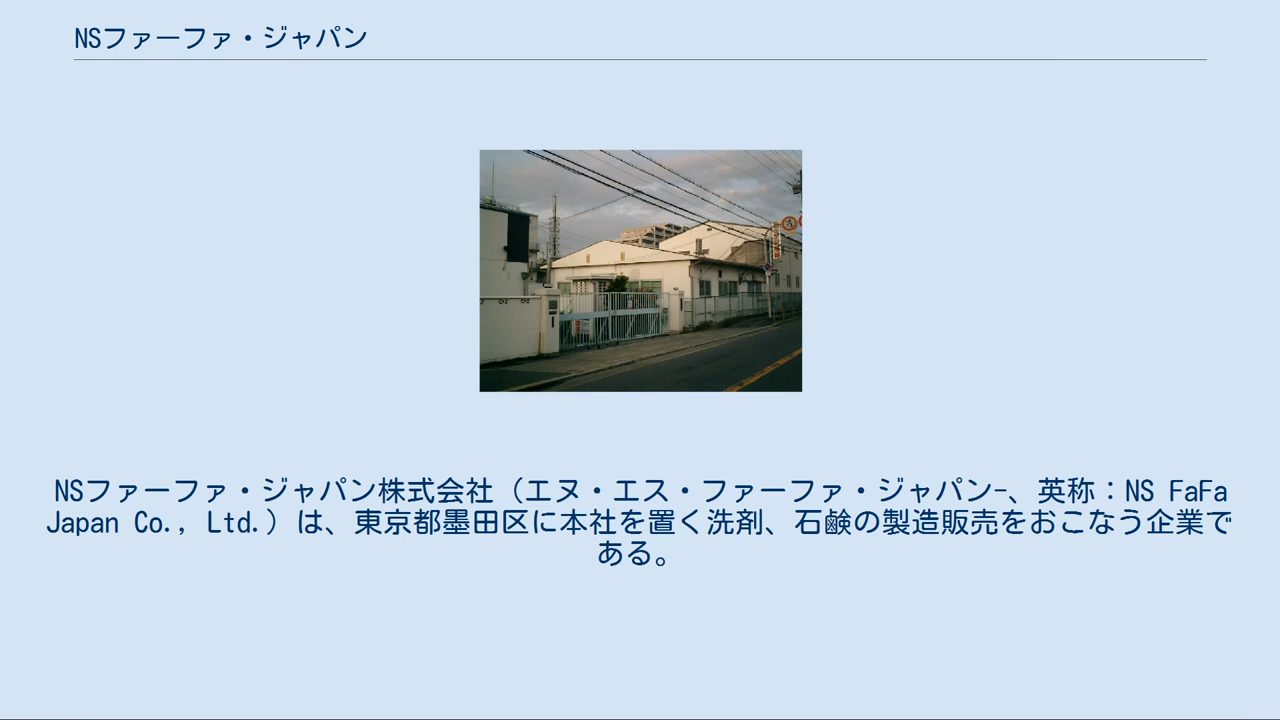 NSファーファ・ジャパン
NSファーファ・ジャパン株式会社（エヌ・エス・ファーファ・ジャパン-、英称：NS FaFa
Japan Co., Ltd.）は、東京都墨田区に本社を置く洗剤、石鹸の製造販売をおこなう企業で
ある。